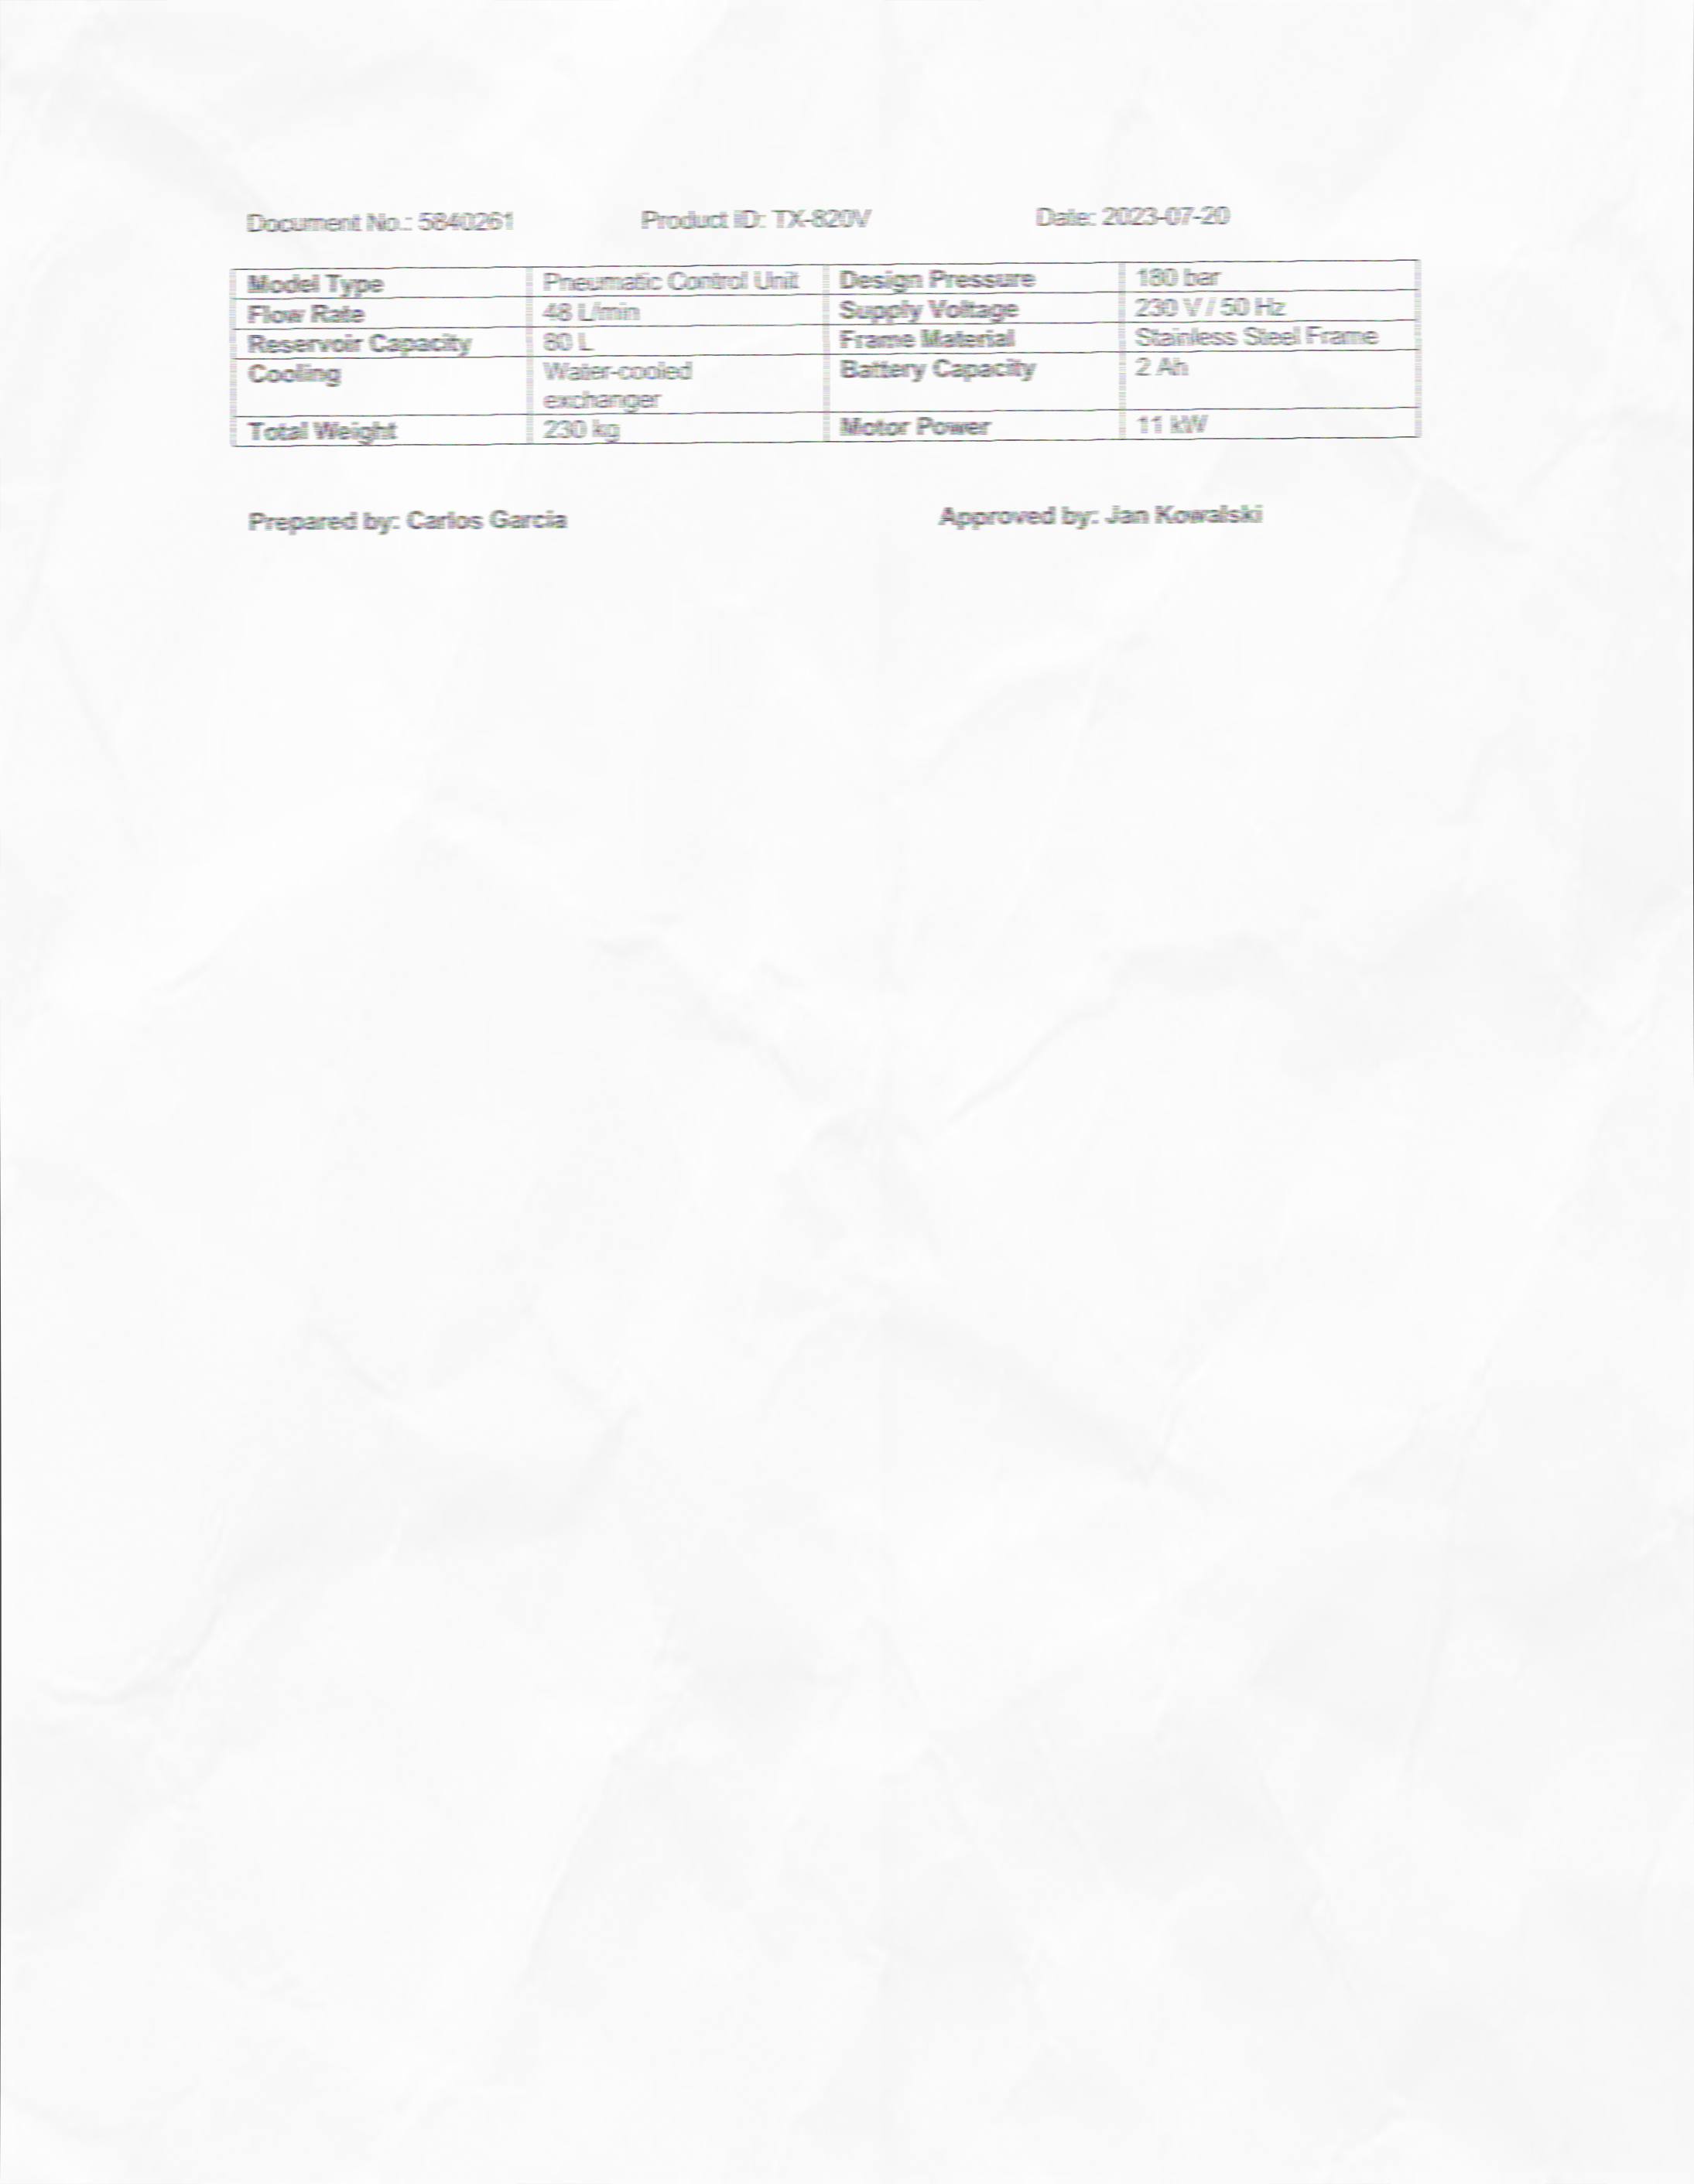 Document No.: 5840261 Product ID: TX-820V Date: 2023-07-20
Model Type Pneumatic Control Unit Design Pressure 180 bar
Flow Rate 48 L/min Supply Voltage 230 V / 50 Hz
Reservoir Capacity 80 L Frame Material Stainless Steel Frame
Cooling Water-cooled Battery Capacity 2 Ah
exchanger
Total Weight 230 kg Motor Power 11 kW
Prepared by: Carlos Garcia Approved by: Jan Kowalski